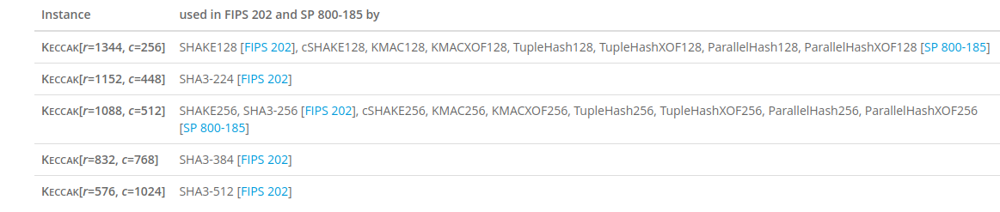 Instance used in FIPS 202 and SP 800-185 by
KECCAK[r=1344, c=256] SHAKE128 [FIPS 202], cSHAKE128, KMAC128, KMACXOF128, TupleHash128, TupleHashXOF128, ParallelHash128, ParallelHashXOF128 [SP 800-185]
KECCAK[r=1152, c=448] SHA3-224 [FIPS 202]
KECCAK[r=1088, c=512] SHAKE256, SHA3-256 [FIPS 202], cSHAKE256, KMAC256, KMACXOF256, TupleHash256, TupleHashXOF256, ParallelHash256, ParallelHashXOF256
[SP 800-185]
KECCAK[r=832, c=768] SHA3-384 [FIPS 202]
KECCAK[r=576, c=1024] SHA3-512 [FIPS 202]